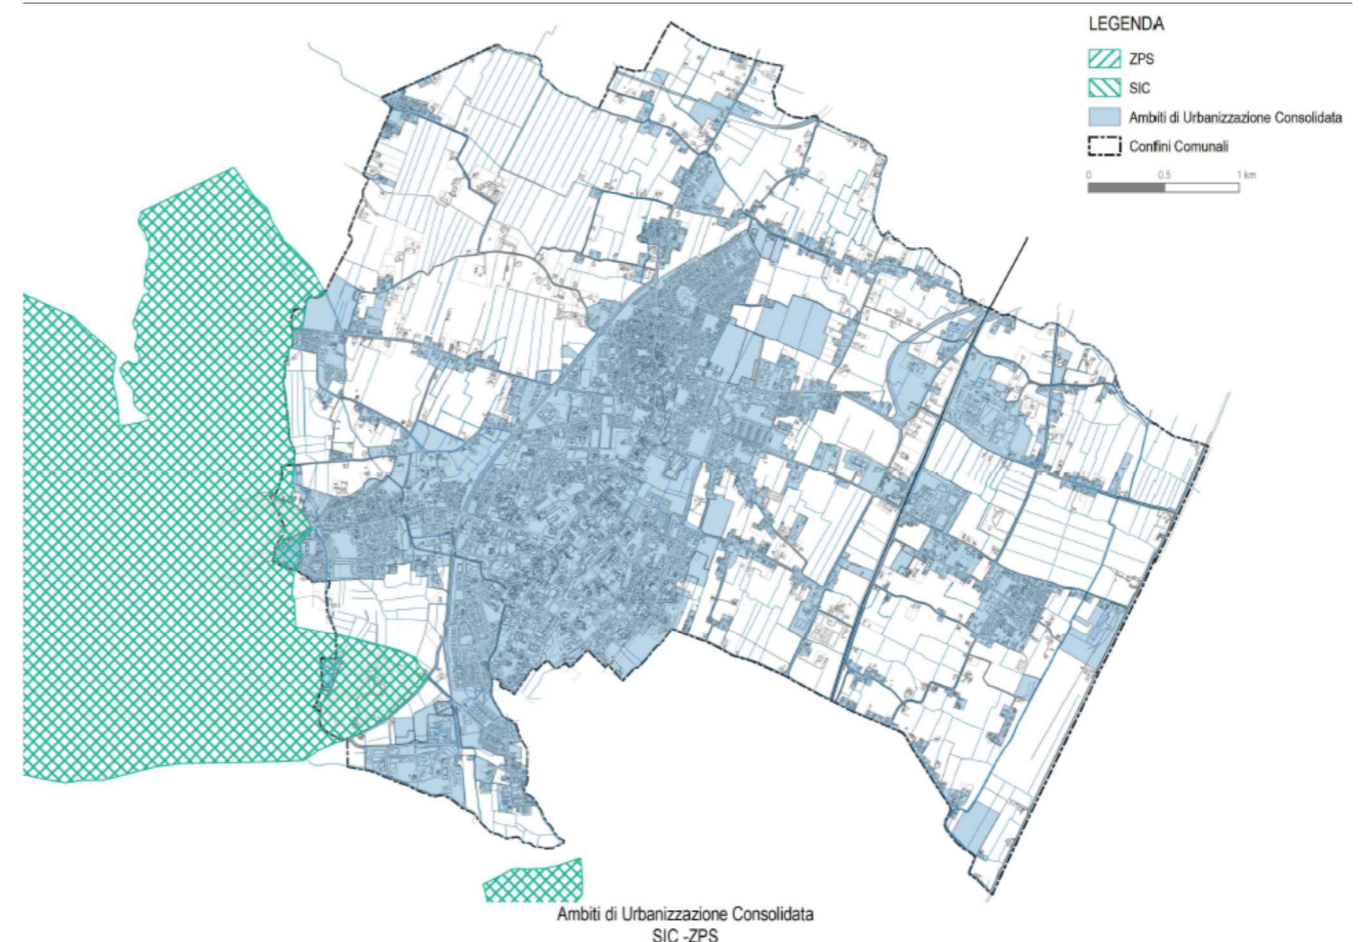 LEGENDA
ZPS
SIC
Ambiti di Urbanizzazione Consolidata
Confini Comunali
0 0.5 1 km
Ambiti di Urbanizzazione Consolidata
SIC -ZPS